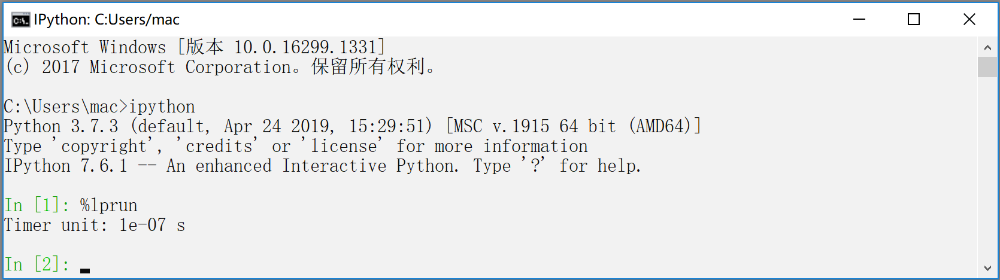 IPython: C:Users/mac
Microsoft Windows [版本 10.0.16299.1331]
(c) 2017 Microsoft Corporation。保留所有权利。
C:\Users\mac>ipython
Python 3.7.3 (default, Apr 24 2019, 15:29:51) [MSC v.1915 64 bit (AMD64)]
Type 'copyright', 'credits' or 'license' for more information
IPython 7.6.1 -- An enhanced Interactive Python. Type '?' for help.
In [1]: %lprun
Timer unit: 1e-07 s
In [2]: